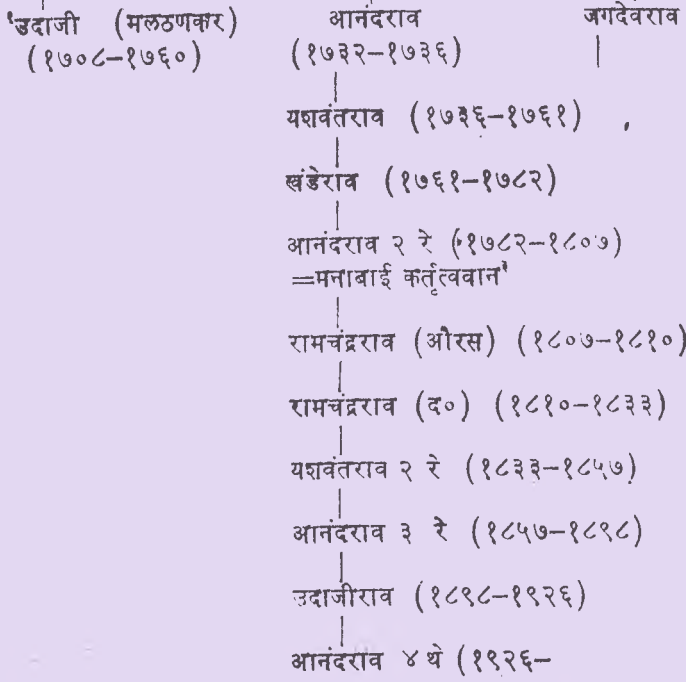 'उदाजी (मलठणकर) आनंदराव जगदेवराव
(१७०८–१७६०) (१७३२–१७३६)
यशवंतराव (१७३६–१७६१)
खंडेराव (१७६१–१७८२)
आनंदराव २ रे (१७८२–१८०७)
=मनाबाई कर्तृत्ववान'
रामचंद्रराव (औरस) (१८०७–१८१०)
रामचंद्रराव (द०) (१८१०–१८३३)
यशवंतराव २ रे (१८३३–१८५७)
आनंदराव ३ रे (१८५७–१८९८)
उदाजीराव (१८९८–१९२६)
आनंदराव ४ थे (१९२६–